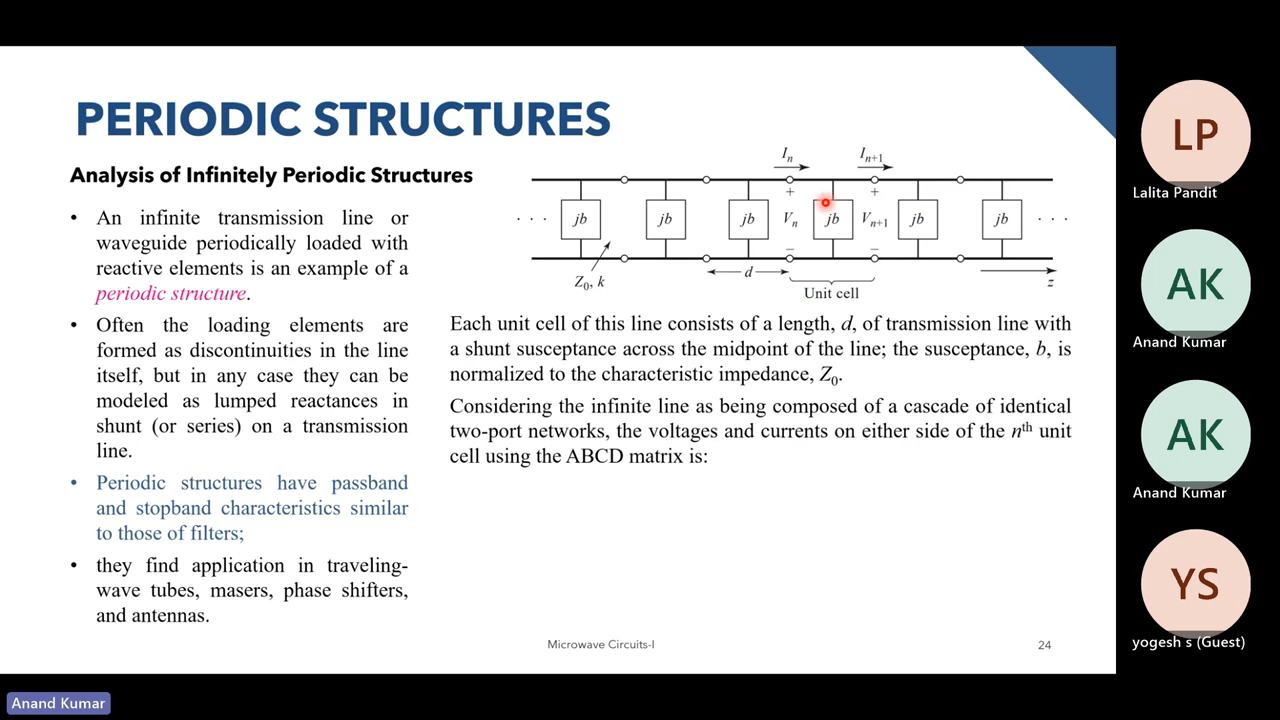 PERIODIC STRUCTURES
Analysis of Infinitely Periodic Structures
• An infinite transmission line or
waveguide periodically loaded with
reactive elements is an example of a
periodic structure.
• Often the loading elements are
formed as discontinuities in the line
itself, but in any case they can be
modeled as lumped reactances in
shunt (or series) on a transmission
line.
• Periodic structures have passband
and stopband characteristics similar
to those of filters;
• they find application in traveling-
wave tubes, masers, phase shifters,
and antennas.
Iₙ Iₙ₊₁
+ +
· · · jb jb jb Vₙ jb Vₙ₊₁ jb jb · · ·
– –
Z₀, k d z
Unit cell
Each unit cell of this line consists of a length, d, of transmission line with
a shunt susceptance across the midpoint of the line; the susceptance, b, is
normalized to the characteristic impedance, Z₀.
Considering the infinite line as being composed of a cascade of identical
two-port networks, the voltages and currents on either side of the nᵗʰ unit
cell using the ABCD matrix is:
Microwave Circuits-I
24
LP
Lalita Pandit
AK
Anand Kumar
AK
Anand Kumar
YS
yogesh s (Guest)
Anand Kumar